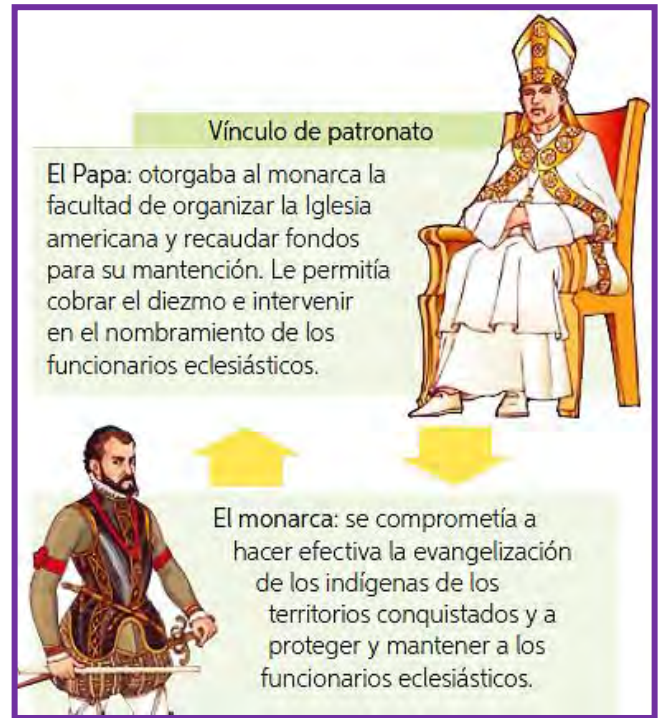 Vínculo de patronato
El Papa: otorgaba al monarca la
facultad de organizar la Iglesia
americana y recaudar fondos
para su mantención. Le permitía
cobrar el diezmo e intervenir
en el nombramiento de los
funcionarios eclesiásticos.
El monarca: se comprometía a
hacer efectiva la evangelización
de los indígenas de los
territorios conquistados y a
proteger y mantener a los
funcionarios eclesiásticos.